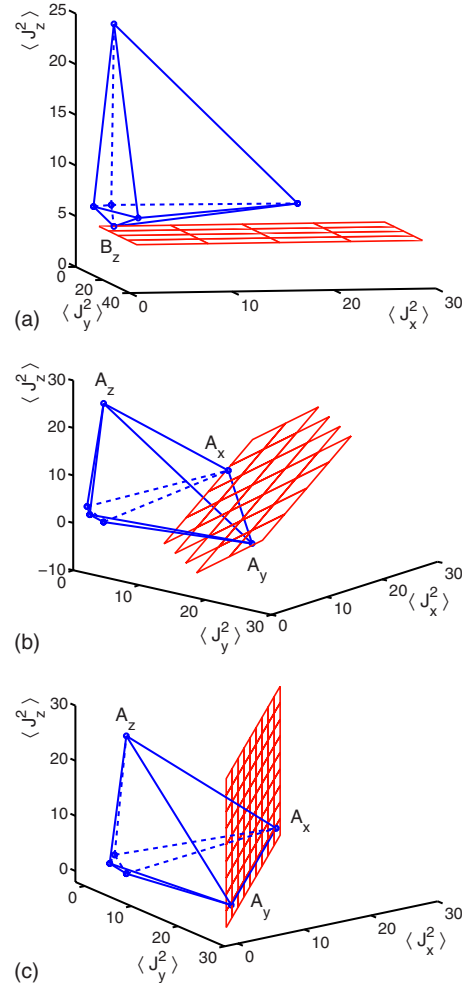 ⟨ J_z^2 ⟩
25
20
15
10
5
0
B_z
0
20
40
⟨ J_y^2 ⟩
0
10
20
30
⟨ J_x^2 ⟩
(a)
⟨ J_z^2 ⟩
30
20
10
0
−10
A_z
A_x
A_y
0
10
20
30
⟨ J_y^2 ⟩
0
10
20
30
⟨ J_x^2 ⟩
(b)
⟨ J_z^2 ⟩
30
20
10
0
A_z
A_x
A_y
0
10
20
30
⟨ J_y^2 ⟩
0
10
20
30
⟨ J_x^2 ⟩
(c)